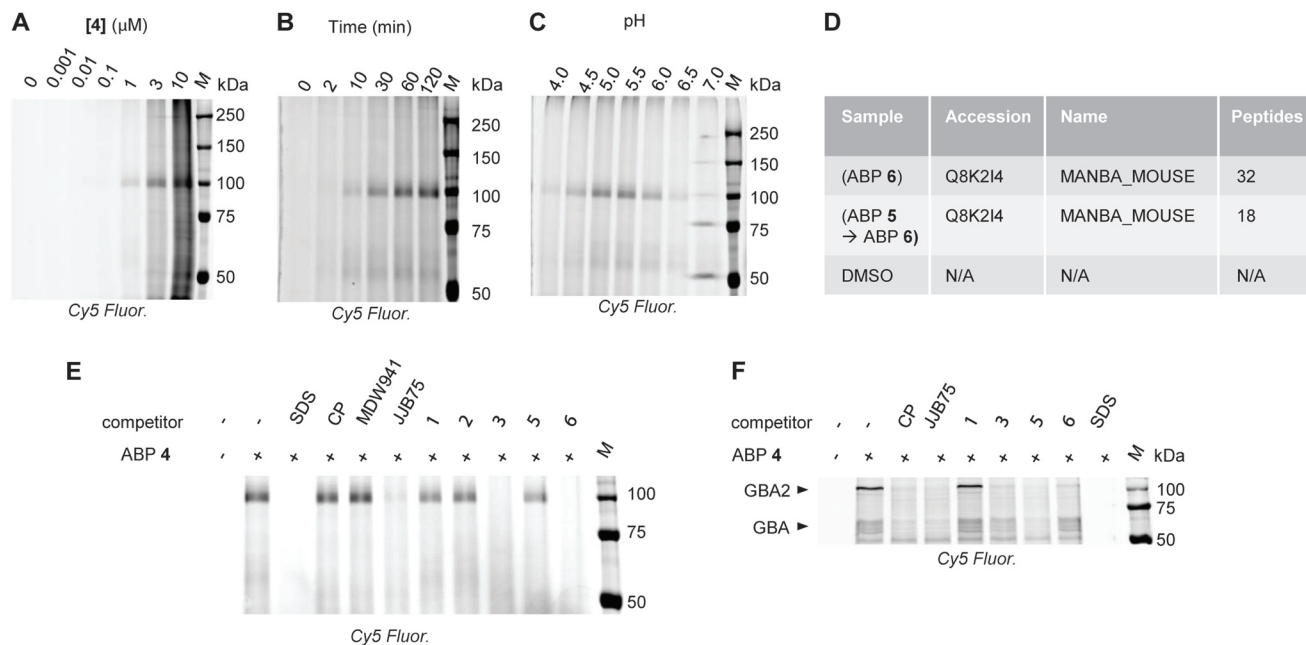 A
[4] (µM)
0 0.001 0.01 0.1 1 3 10 M kDa
250
150
100
75
50
Cy5 Fluor.
B
Time (min)
0 2 10 30 60 120 M kDa
250
150
100
75
50
Cy5 Fluor.
C
pH
4.0 4.5 5.0 5.5 6.0 6.5 7.0 M kDa
250
150
100
75
50
Cy5 Fluor.
D
Sample Accession Name Peptides
(ABP 6) Q8K2I4 MANBA_MOUSE 32
(ABP 5 Q8K2I4 MANBA_MOUSE 18
→ ABP 6)
DMSO N/A N/A N/A
E
competitor - - SDS CP MDW941 JJB75 1 2 3 5 6
ABP 4 - + + + + + + + + + + M
100
75
50
Cy5 Fluor.
F
competitor - - CP JJB75 1 3 5 6 SDS
ABP 4 - + + + + + + + + M kDa
GBA2 ► 100
75
GBA ►
50
Cy5 Fluor.